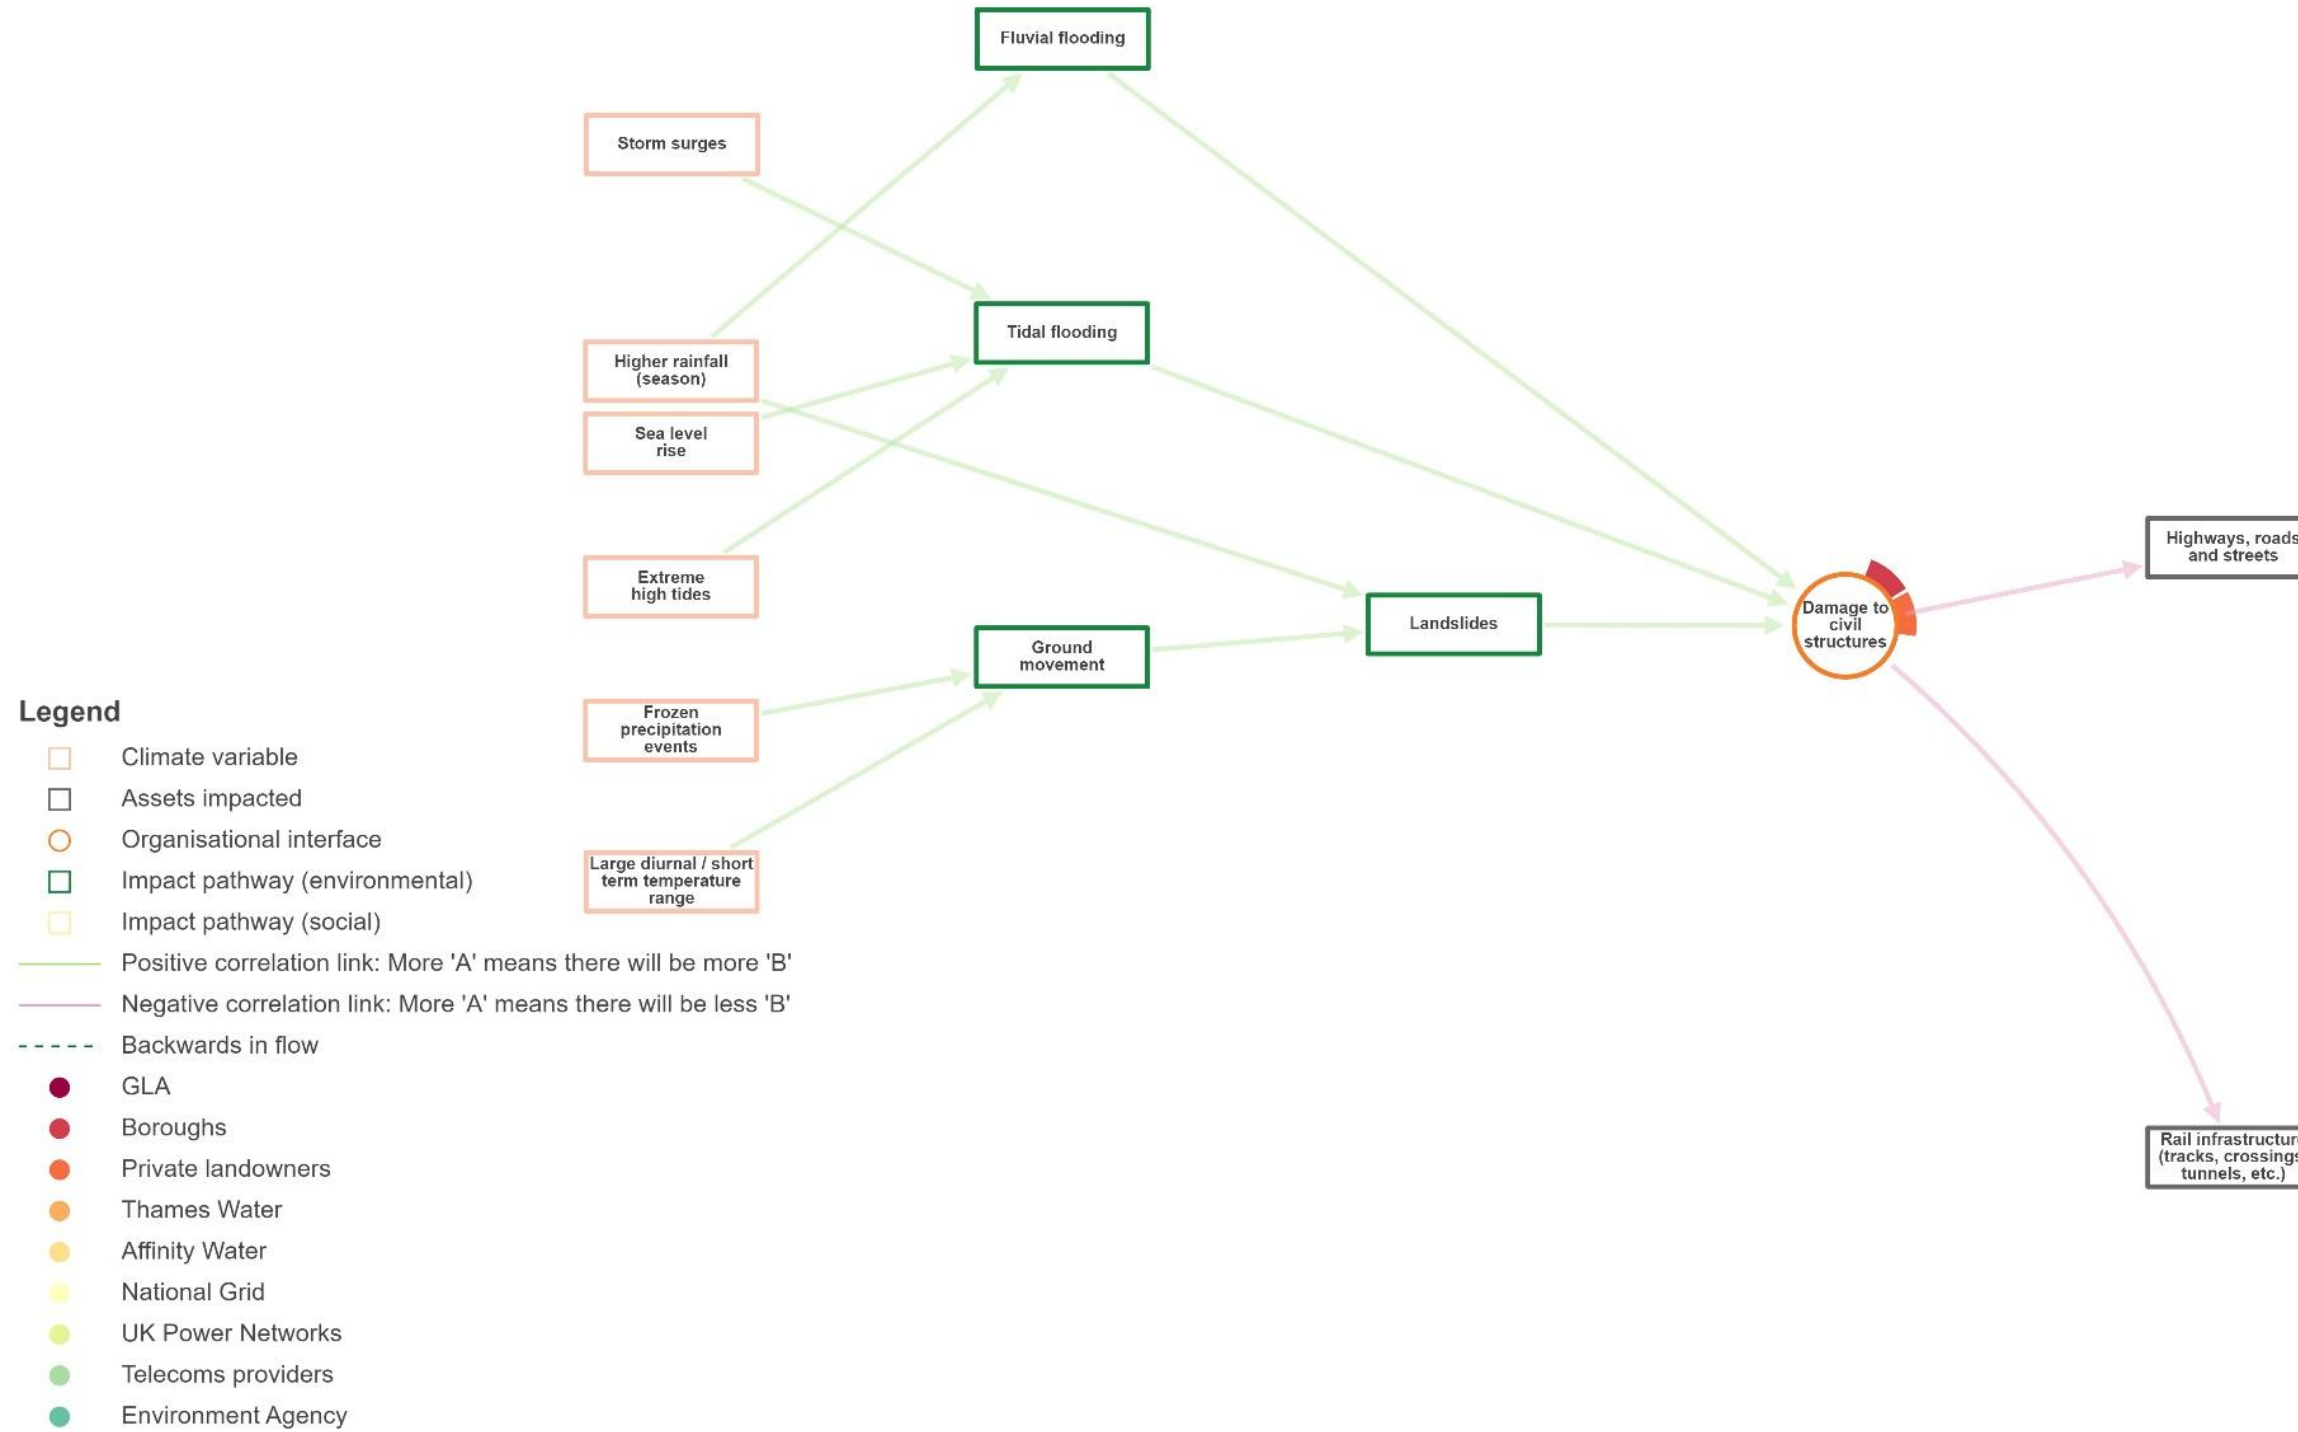 Fluvial flooding
Storm surges
Tidal flooding
Higher rainfall
(season)
Sea level
rise
Extreme
high tides
Ground
movement
Landslides
Damage to
civil
structures
Highways, roads
and streets
Frozen
precipitation
events
Large diurnal / short
term temperature
range
Rail infrastructure
(tracks, crossings
tunnels, etc.)
Legend
Climate variable
Assets impacted
Organisational interface
Impact pathway (environmental)
Impact pathway (social)
Positive correlation link: More 'A' means there will be more 'B'
Negative correlation link: More 'A' means there will be less 'B'
Backwards in flow
GLA
Boroughs
Private landowners
Thames Water
Affinity Water
National Grid
UK Power Networks
Telecoms providers
Environment Agency